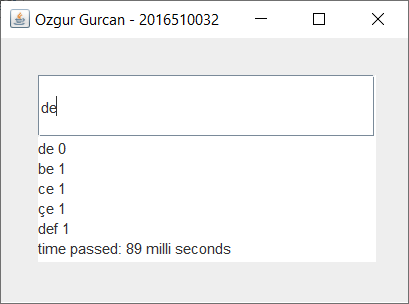 Ozgur Gurcan - 2016510032
de
de 0
be 1
ce 1
çe 1
def 1
time passed: 89 milli seconds